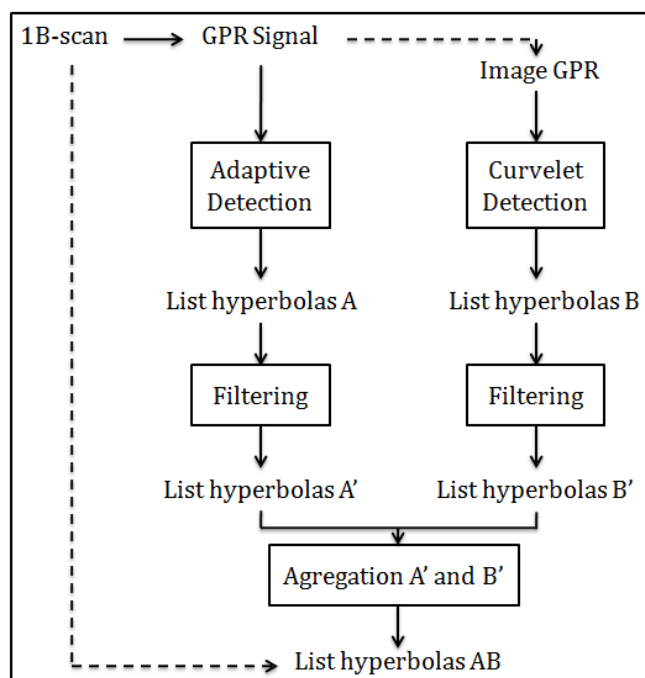 1B-scan
GPR Signal
Image GPR
Adaptive
Detection
Curvelet
Detection
List hyperbolas A
List hyperbolas B
Filtering
Filtering
List hyperbolas A’
List hyperbolas B’
Agregation A’ and B’
List hyperbolas AB